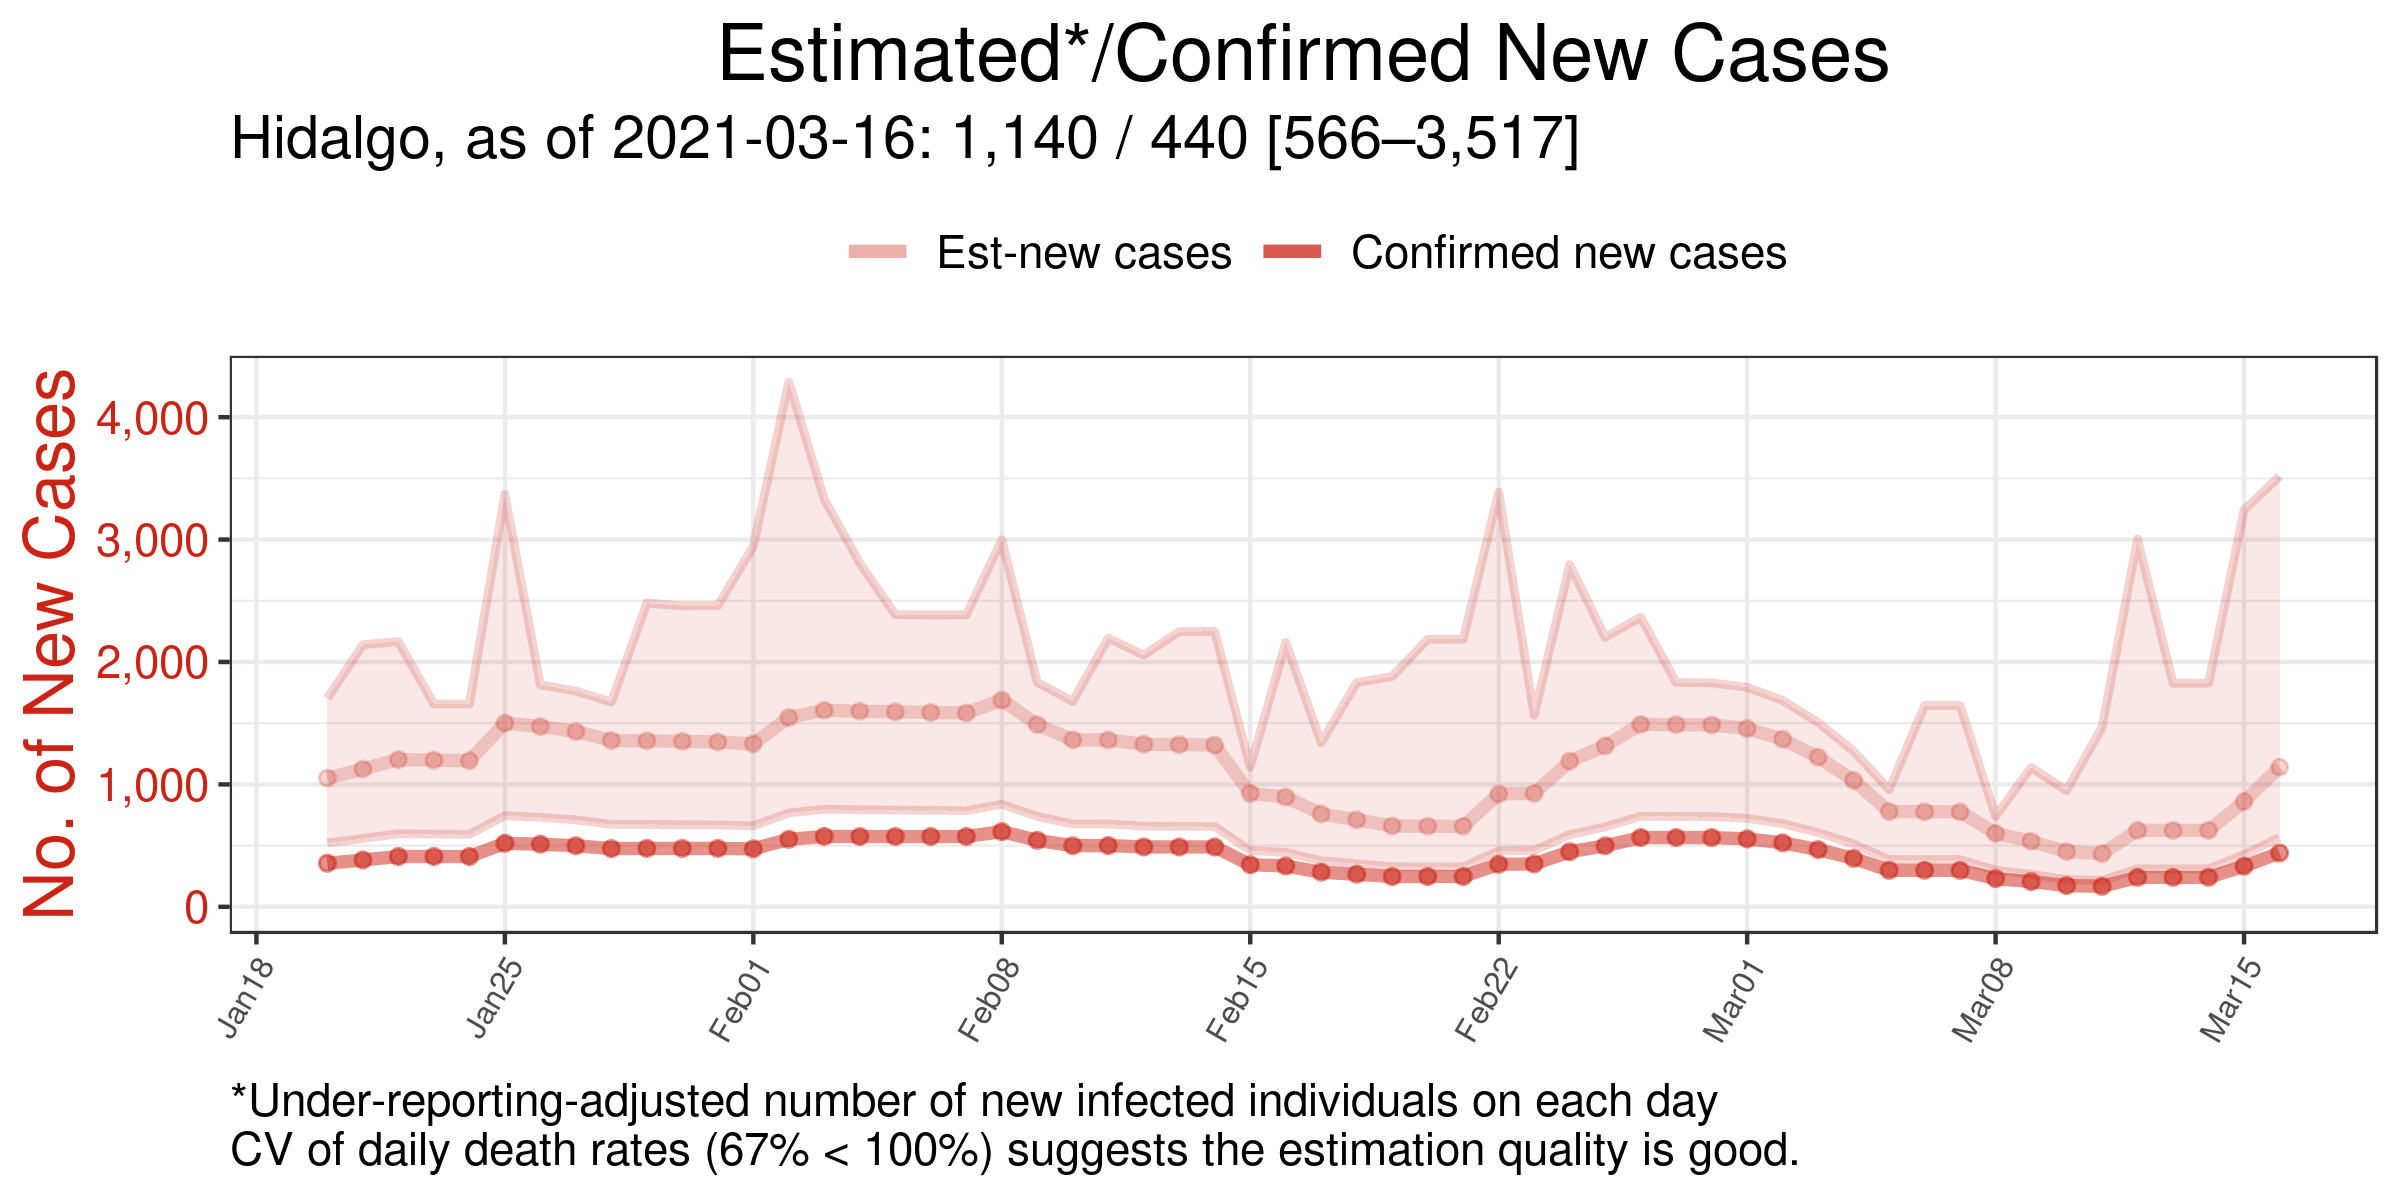 Estimated*/Confirmed New Cases
Hidalgo, as of 2021-03-16: 1,140 / 440 [566–3,517]
Est-new cases Confirmed new cases
No. of New Cases
4,000
3,000
2,000
1,000
0
Jan18 Jan25 Feb01 Feb08 Feb15 Feb22 Mar01 Mar08 Mar15
*Under-reporting-adjusted number of new infected individuals on each day
CV of daily death rates (67% < 100%) suggests the estimation quality is good.